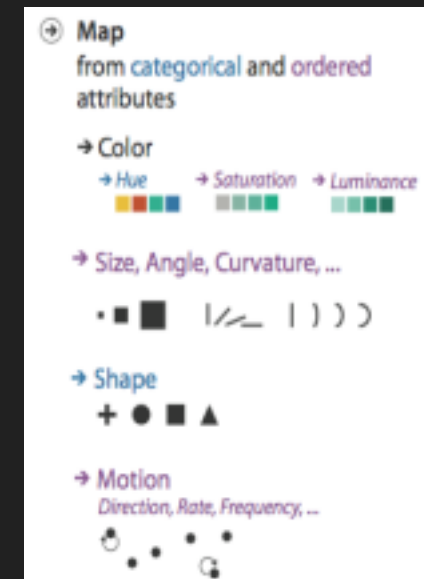 Map
from categorical and ordered
attributes
→ Color
→ Hue → Saturation → Luminance
→ Size, Angle, Curvature, ...
→ Shape
→ Motion
Direction, Rate, Frequency, ...